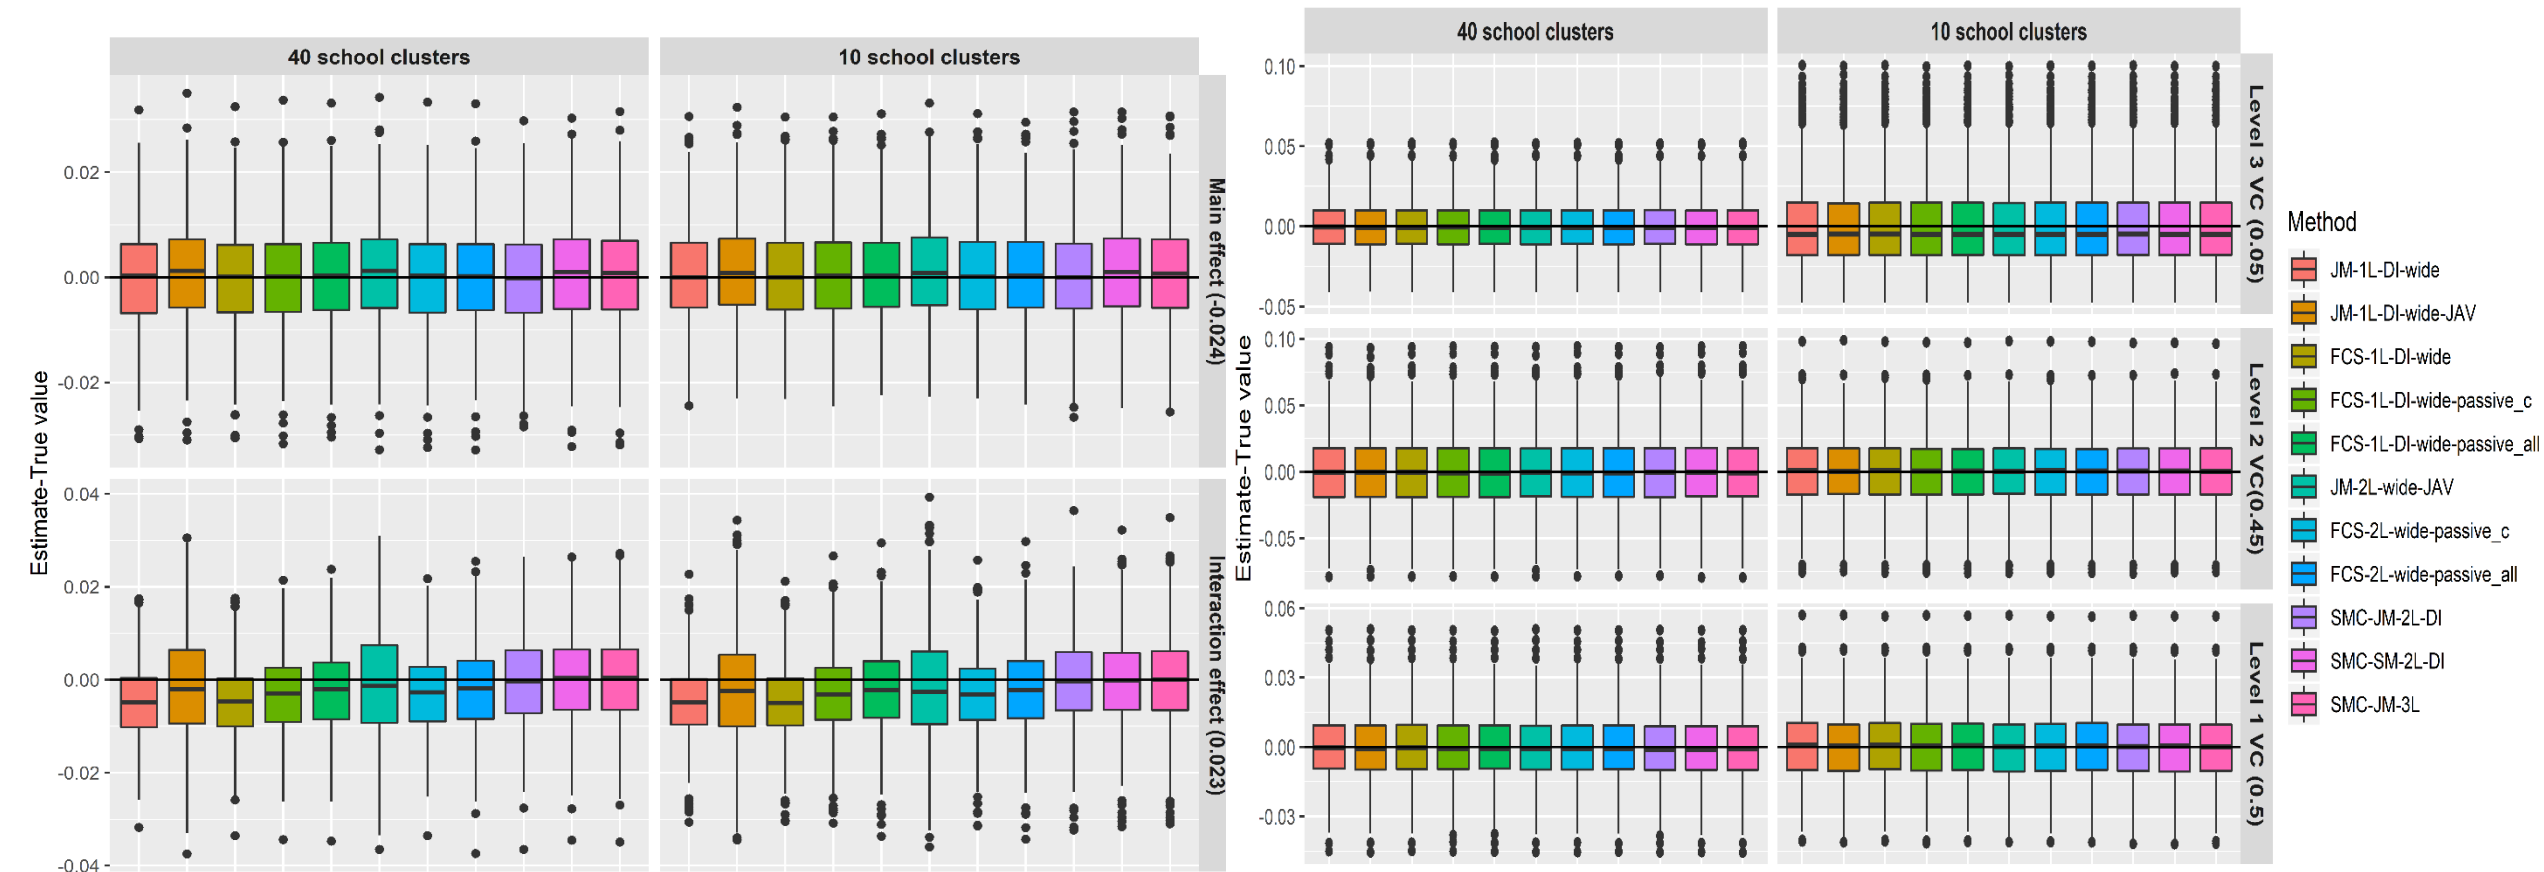 40 school clusters
10 school clusters
Estimate-True value
0.02
0.00
-0.02
Main effect (-0.024)
0.04
0.02
0.00
-0.02
-0.04
Interaction effect (0.023)
40 school clusters
10 school clusters
Estimate-True value
0.10
0.05
0.00
-0.05
Level 3 VC (0.05)
0.10
0.05
0.00
-0.05
Level 2 VC(0.45)
0.06
0.03
0.00
-0.03
Level 1 VC (0.5)
Method
JM-1L-DI-wide
JM-1L-DI-wide-JAV
FCS-1L-DI-wide
FCS-1L-DI-wide-passive_c
FCS-1L-DI-wide-passive_all
JM-2L-wide-JAV
FCS-2L-wide-passive_c
FCS-2L-wide-passive_all
SMC-JM-2L-DI
SMC-SM-2L-DI
SMC-JM-3L